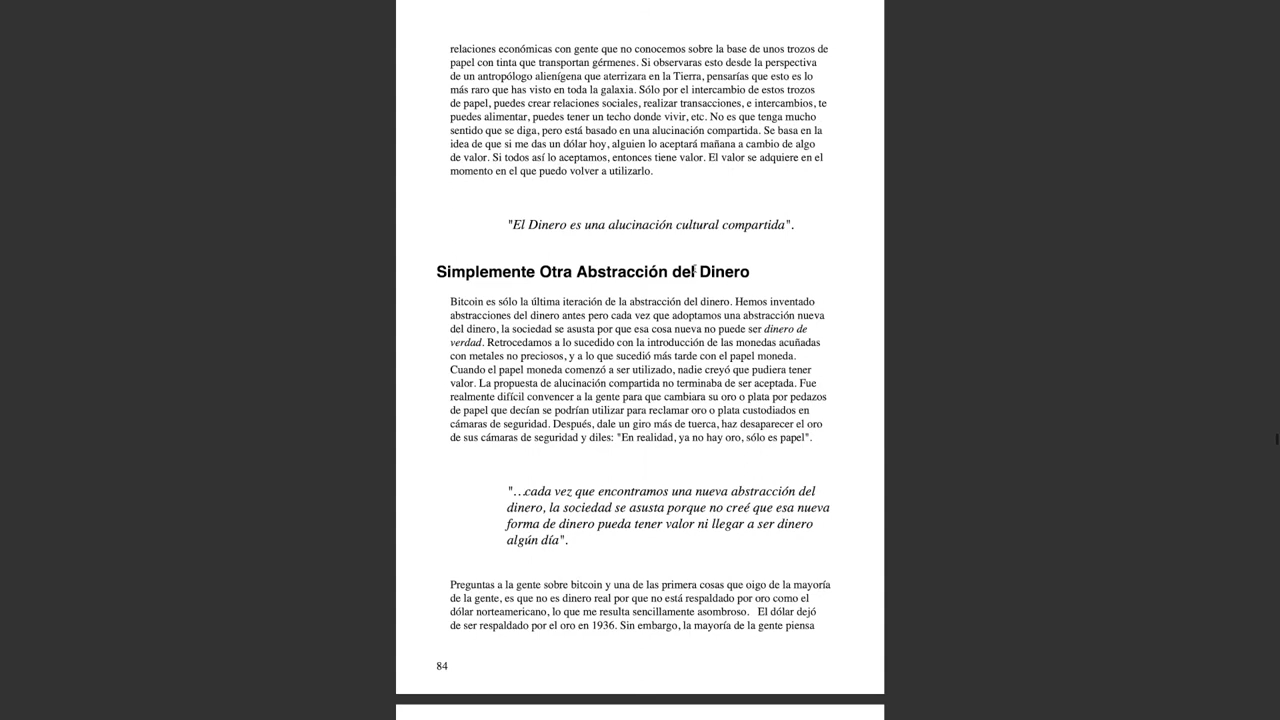 relaciones económicas con gente que no conocemos sobre la base de unos trozos de
papel con tinta que transportan gérmenes. Si observaras esto desde la perspectiva
de un antropólogo alienígena que aterrizara en la Tierra, pensarías que esto es lo
más raro que has visto en toda la galaxia. Sólo por el intercambio de estos trozos
de papel, puedes crear relaciones sociales, realizar transacciones, e intercambios, te
puedes alimentar, puedes tener un techo donde vivir, etc. No es que tenga mucho
sentido que se diga, pero está basado en una alucinación compartida. Se basa en la
idea de que si me das un dólar hoy, alguien lo aceptará mañana a cambio de algo
de valor. Si todos así lo aceptamos, entonces tiene valor. El valor se adquiere en el
momento en el que puedo volver a utilizarlo.
"El Dinero es una alucinación cultural compartida".
Simplemente Otra Abstracción del Dinero
Bitcoin es sólo la última iteración de la abstracción del dinero. Hemos inventado
abstracciones del dinero antes pero cada vez que adoptamos una abstracción nueva
del dinero, la sociedad se asusta por que esa cosa nueva no puede ser dinero de
verdad. Retrocedamos a lo sucedido con la introducción de las monedas acuñadas
con metales no preciosos, y a lo que sucedió más tarde con el papel moneda.
Cuando el papel moneda comenzó a ser utilizado, nadie creyó que pudiera tener
valor. La propuesta de alucinación compartida no terminaba de ser aceptada. Fue
realmente difícil convencer a la gente para que cambiara su oro o plata por pedazos
de papel que decían se podrían utilizar para reclamar oro o plata custodiados en
cámaras de seguridad. Después, dale un giro más de tuerca, haz desaparecer el oro
de sus cámaras de seguridad y diles: "En realidad, ya no hay oro, sólo es papel".
"…cada vez que encontramos una nueva abstracción del
dinero, la sociedad se asusta porque no creé que esa nueva
forma de dinero pueda tener valor ni llegar a ser dinero
algún día".
Preguntas a la gente sobre bitcoin y una de las primera cosas que oigo de la mayoría
de la gente, es que no es dinero real por que no está respaldado por oro como el
dólar norteamericano, lo que me resulta sencillamente asombroso. El dólar dejó
de ser respaldado por el oro en 1936. Sin embargo, la mayoría de la gente piensa
84